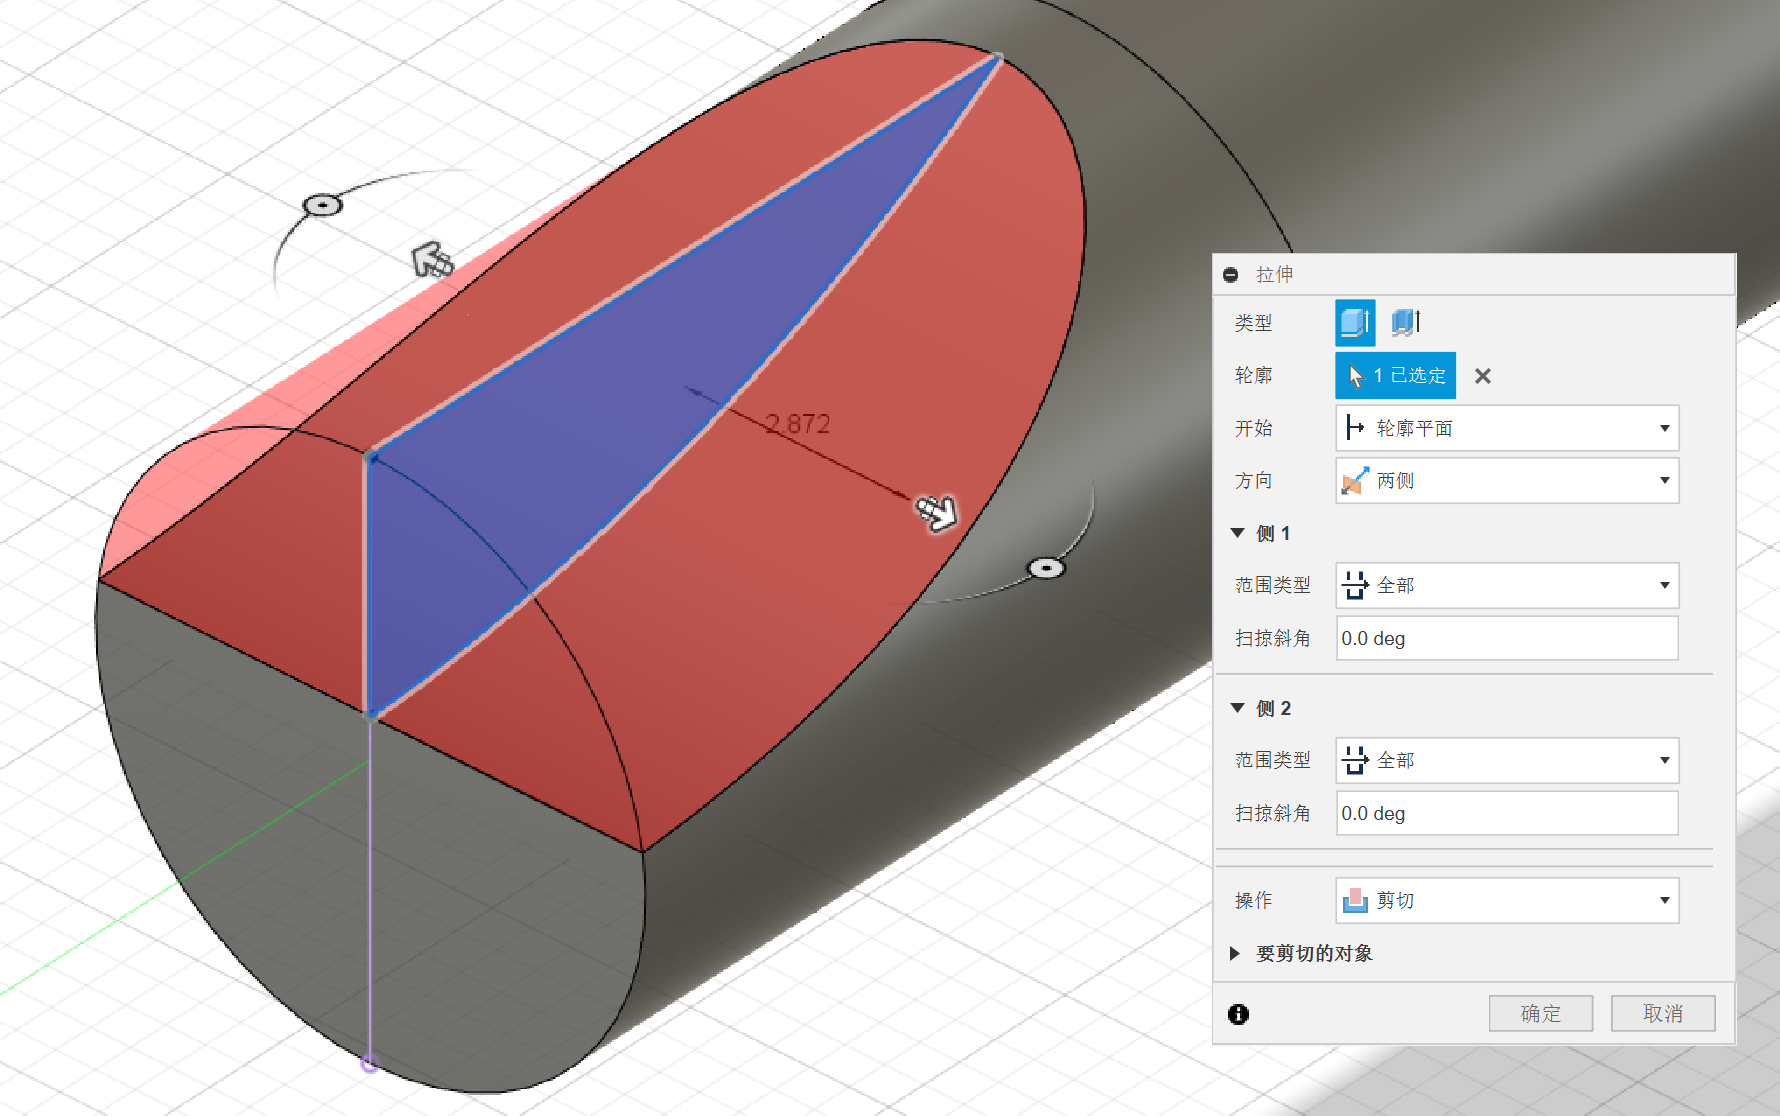 2.872
拉伸
类型
轮廓 1 已选定
开始 轮廓平面
方向 两侧
侧 1
范围类型 全部
扫掠斜角 0.0 deg
侧 2
范围类型 全部
扫掠斜角 0.0 deg
操作 剪切
要剪切的对象
确定 取消